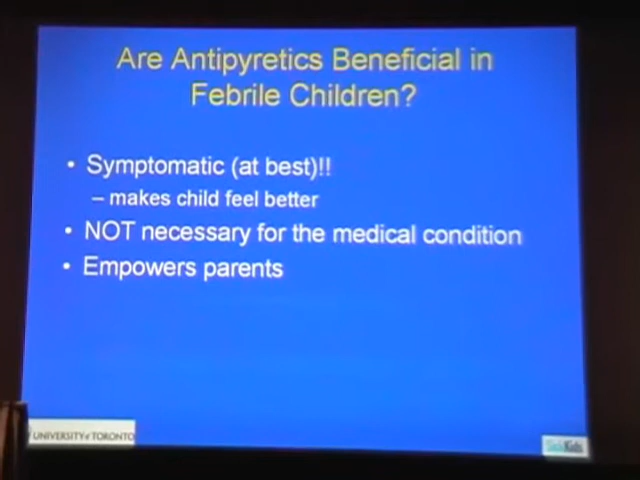 Are Antipyretics Beneficial in
Febrile Children?
• Symptomatic (at best)!!
– makes child feel better
• NOT necessary for the medical condition
• Empowers parents
UNIVERSITY of TORONTO
SickKids